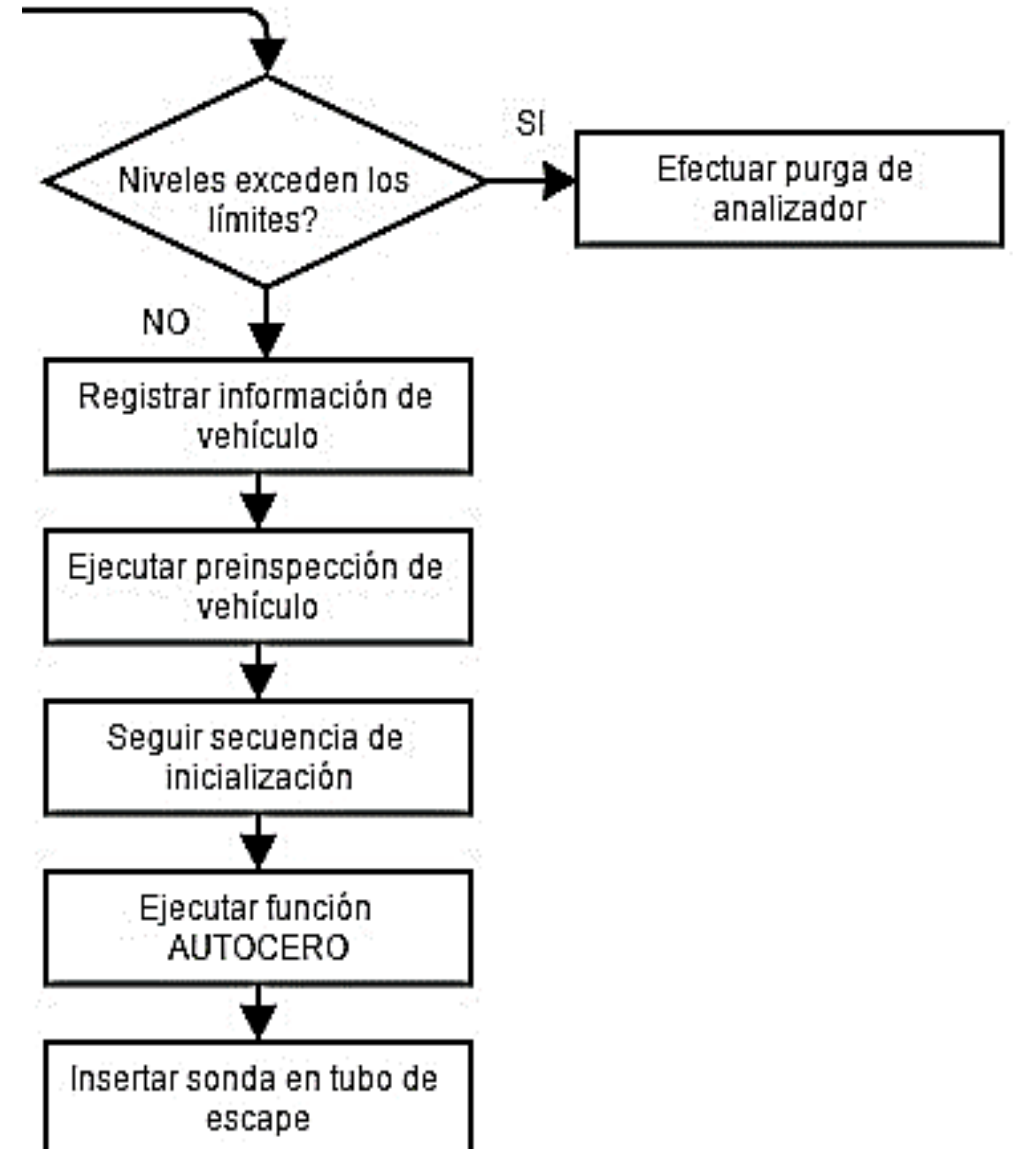 Niveles exceden los
límites?
SI
Efectuar purga de
analizador
NO
Registrar información de
vehículo
Ejecutar preinspección de
vehículo
Seguir secuencia de
inicialización
Ejecutar función
AUTOCERO
Insertar sonda en tubo de
escape